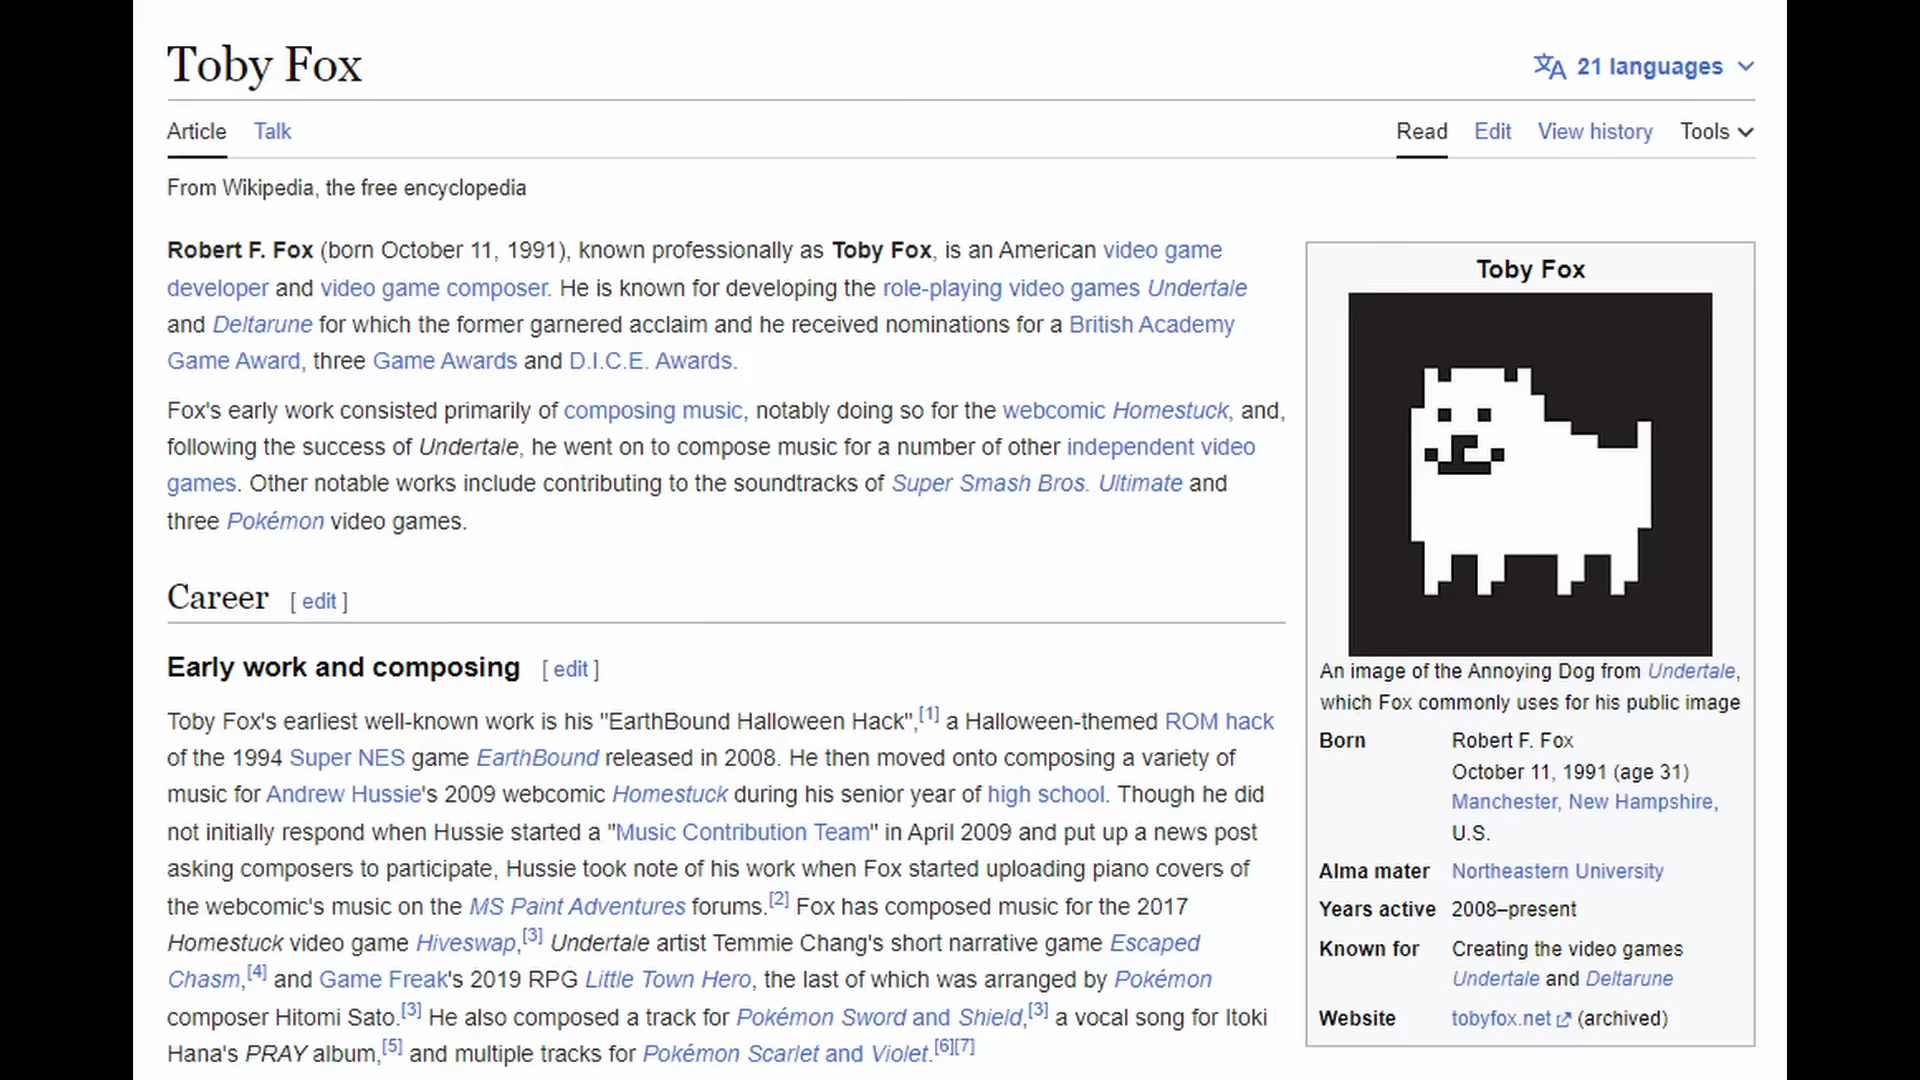 Toby Fox
21 languages
Article Talk
Read Edit View history Tools
From Wikipedia, the free encyclopedia
Robert F. Fox (born October 11, 1991), known professionally as Toby Fox, is an American video game
developer and video game composer. He is known for developing the role-playing video games Undertale
and Deltarune for which the former garnered acclaim and he received nominations for a British Academy
Game Award, three Game Awards and D.I.C.E. Awards.
Fox's early work consisted primarily of composing music, notably doing so for the webcomic Homestuck, and,
following the success of Undertale, he went on to compose music for a number of other independent video
games. Other notable works include contributing to the soundtracks of Super Smash Bros. Ultimate and
three Pokémon video games.
Career [ edit ]
Early work and composing [ edit ]
Toby Fox's earliest well-known work is his "EarthBound Halloween Hack",[1] a Halloween-themed ROM hack
of the 1994 Super NES game EarthBound released in 2008. He then moved onto composing a variety of
music for Andrew Hussie's 2009 webcomic Homestuck during his senior year of high school. Though he did
not initially respond when Hussie started a "Music Contribution Team" in April 2009 and put up a news post
asking composers to participate, Hussie took note of his work when Fox started uploading piano covers of
the webcomic's music on the MS Paint Adventures forums.[2] Fox has composed music for the 2017
Homestuck video game Hiveswap,[3] Undertale artist Temmie Chang's short narrative game Escaped
Chasm,[4] and Game Freak's 2019 RPG Little Town Hero, the last of which was arranged by Pokémon
composer Hitomi Sato.[3] He also composed a track for Pokémon Sword and Shield,[3] a vocal song for Itoki
Hana's PRAY album,[5] and multiple tracks for Pokémon Scarlet and Violet.[6][7]
Toby Fox
An image of the Annoying Dog from Undertale,
which Fox commonly uses for his public image
Born Robert F. Fox
October 11, 1991 (age 31)
Manchester, New Hampshire,
U.S.
Alma mater Northeastern University
Years active 2008–present
Known for Creating the video games
Undertale and Deltarune
Website tobyfox.net (archived)